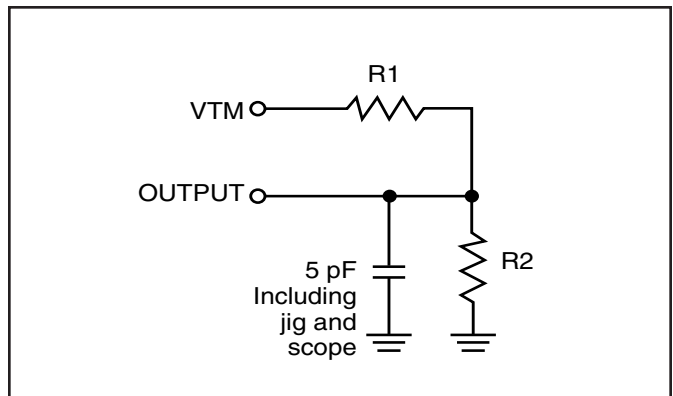 R1
VTM
OUTPUT
R2
5 pF
Including
jig and
scope